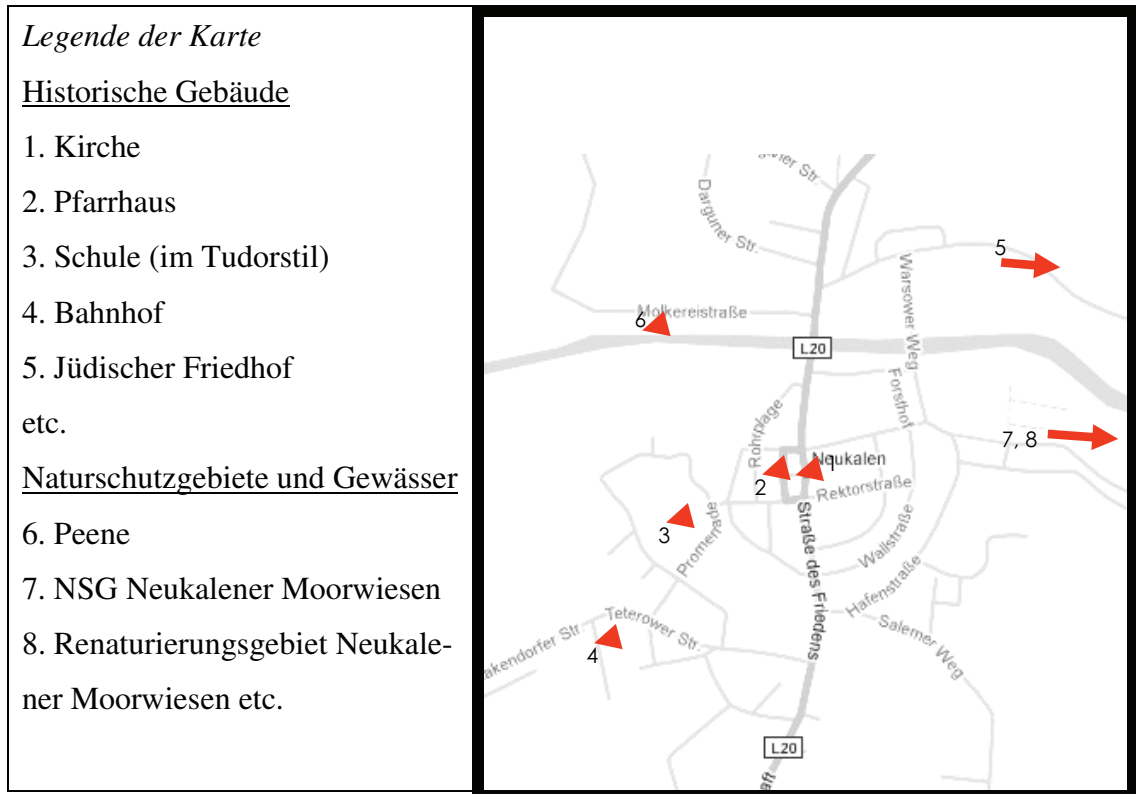 Legende der Karte
Historische Gebäude
1. Kirche
2. Pfarrhaus
3. Schule (im Tudorstil)
4. Bahnhof
5. Jüdischer Friedhof
etc.
Naturschutzgebiete und Gewässer
6. Peene
7. NSG Neukalener Moorwiesen
8. Renaturierungsgebiet Neukale-
ner Moorwiesen etc.
Str.
Darguner Str.
5
Warsower Weg
Molkereistraße
6
L20
Forsthof
Rohrplage
7, 8
Neukalen
1
2
Rektorstraße
Promenade
3
Straße des Friedens
Wallstraße
Hafenstraße
Salemer Weg
Teterower Str.
akendorfer Str.
4
L20